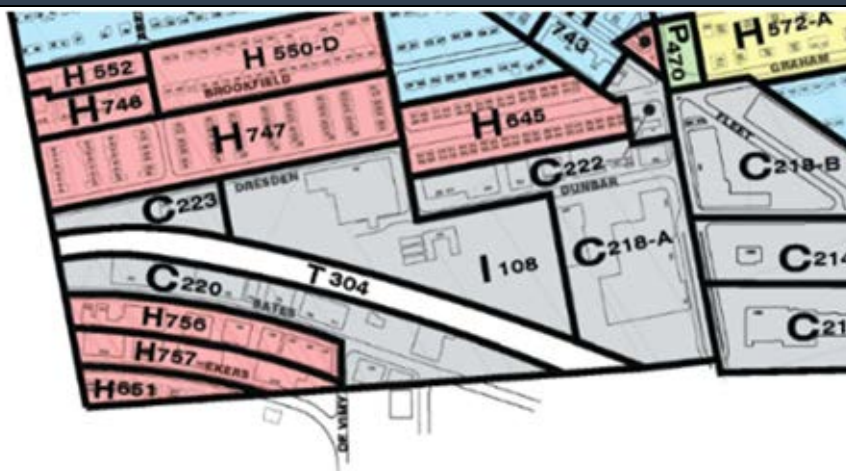 743
P 470
H 572-A
GRAHAM
H 552
H 550-D
BROOKFIELD
H 746
H 747
H 645
FLEET
C 222
C 218-B
DRESDEN
DUNBAR
C 223
C 218-A
C 214
I 108
T 304
C 220
BATES
H 756
C 21
H 757
EKERS
H 651
DE VIMY